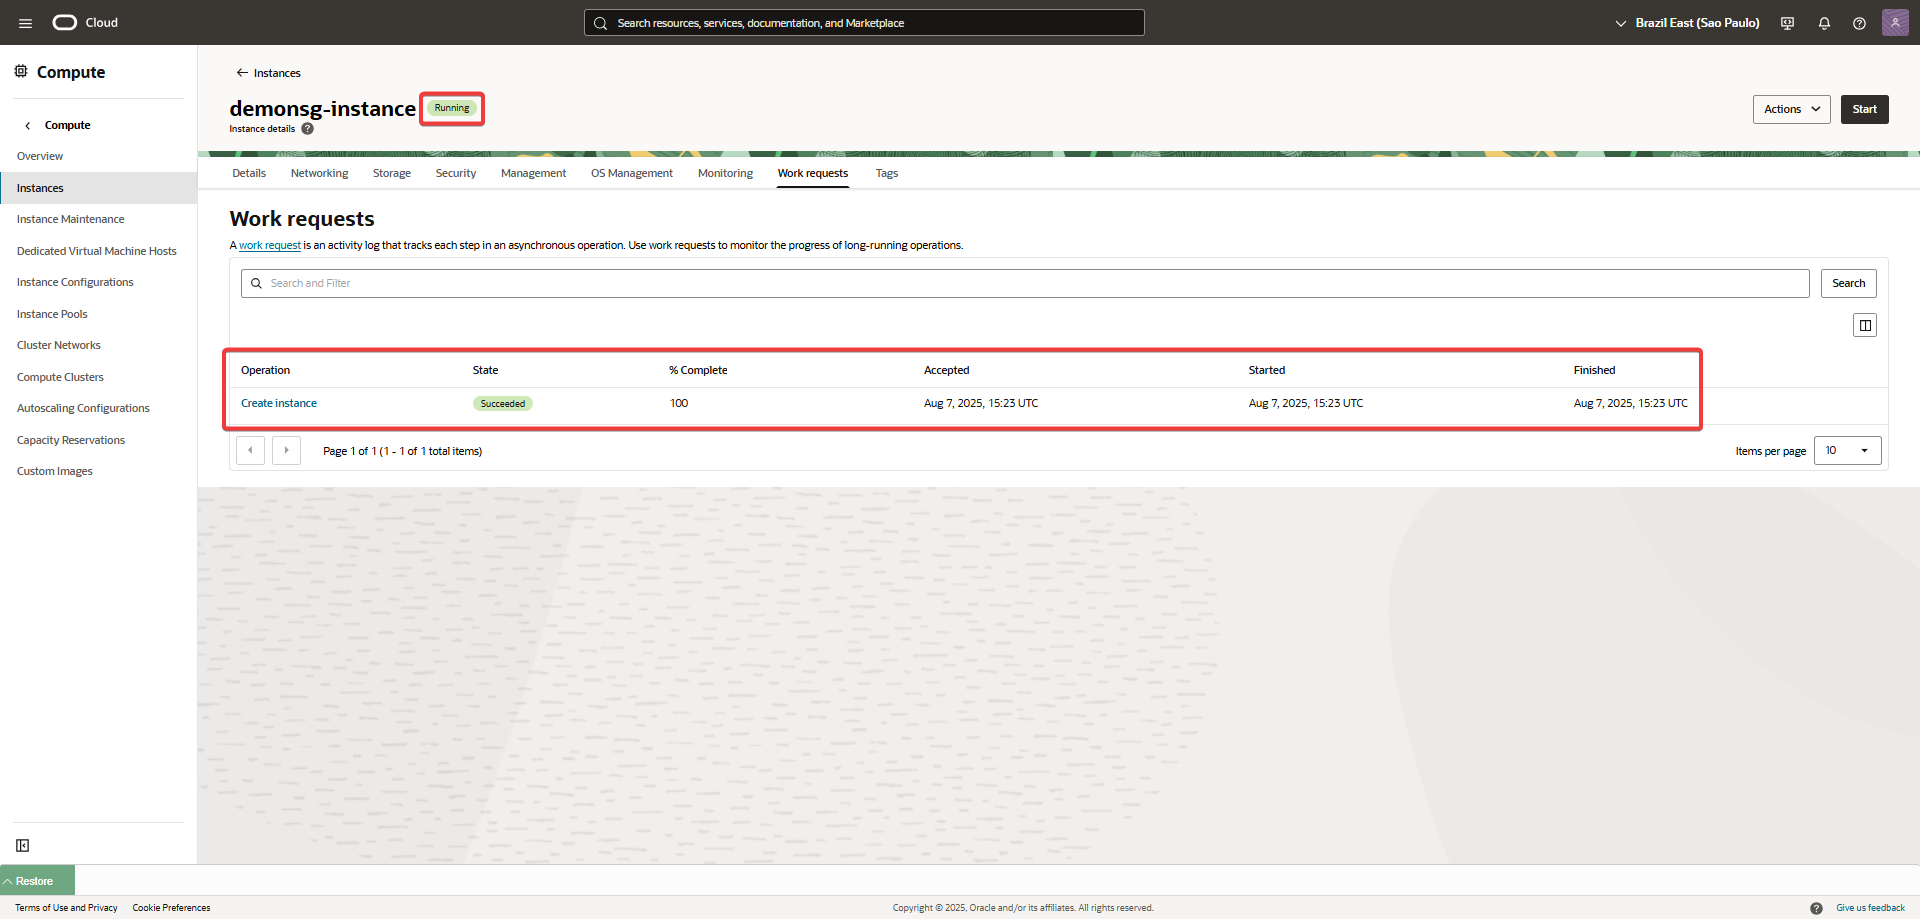 Cloud
Search resources, services, documentation, and Marketplace
Brazil East (Sao Paulo)
Compute
Compute
Overview
Instances
Instance Maintenance
Dedicated Virtual Machine Hosts
Instance Configurations
Instance Pools
Cluster Networks
Compute Clusters
Autoscaling Configurations
Capacity Reservations
Custom Images
Instances
demonsg-instance Running
Instance details ?
Actions Start
Details Networking Storage Security Management OS Management Monitoring Work requests Tags
Work requests
A work request is an activity log that tracks each step in an asynchronous operation. Use work requests to monitor the progress of long-running operations.
Search and Filter Search
Operation State % Complete Accepted Started Finished
Create instance Succeeded 100 Aug 7, 2025, 15:23 UTC Aug 7, 2025, 15:23 UTC Aug 7, 2025, 15:23 UTC
Page 1 of 1 (1 - 1 of 1 total items) Items per page 10
Restore
Terms of Use and Privacy Cookie Preferences Copyright © 2025, Oracle and/or its affiliates. All rights reserved. ? Give us feedback